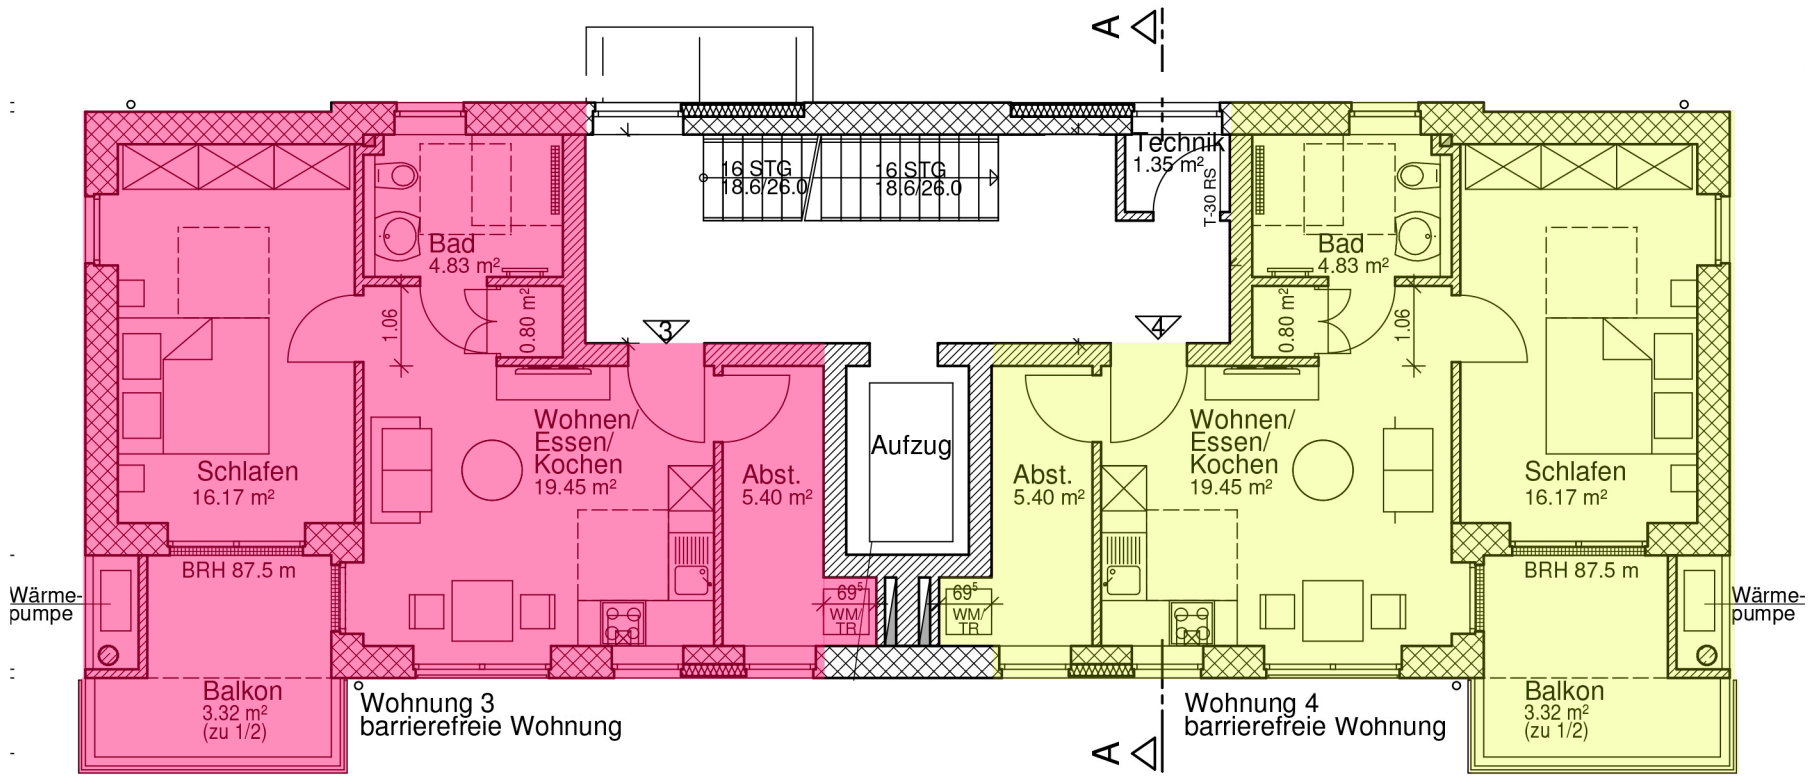 A
Technik
1.35 m²
T-30 RS
16 STG
18.6/26.0
16 STG
18.6/26.0
Bad
4.83 m²
Bad
4.83 m²
1.06
0.80 m²
3
4
0.80 m²
1.06
Wohnen/
Essen/
Kochen
19.45 m²
Schlafen
16.17 m²
Abst.
5.40 m²
Aufzug
Abst.
5.40 m²
Wohnen/
Essen/
Kochen
19.45 m²
Schlafen
16.17 m²
BRH 87.5 m
BRH 87.5 m
Wärme-
pumpe
69⁵
WM/
TR
69⁵
WM/
TR
Wärme-
pumpe
Balkon
3.32 m²
(zu 1/2)
Wohnung 3
barrierefreie Wohnung
Wohnung 4
barrierefreie Wohnung
Balkon
3.32 m²
(zu 1/2)
A